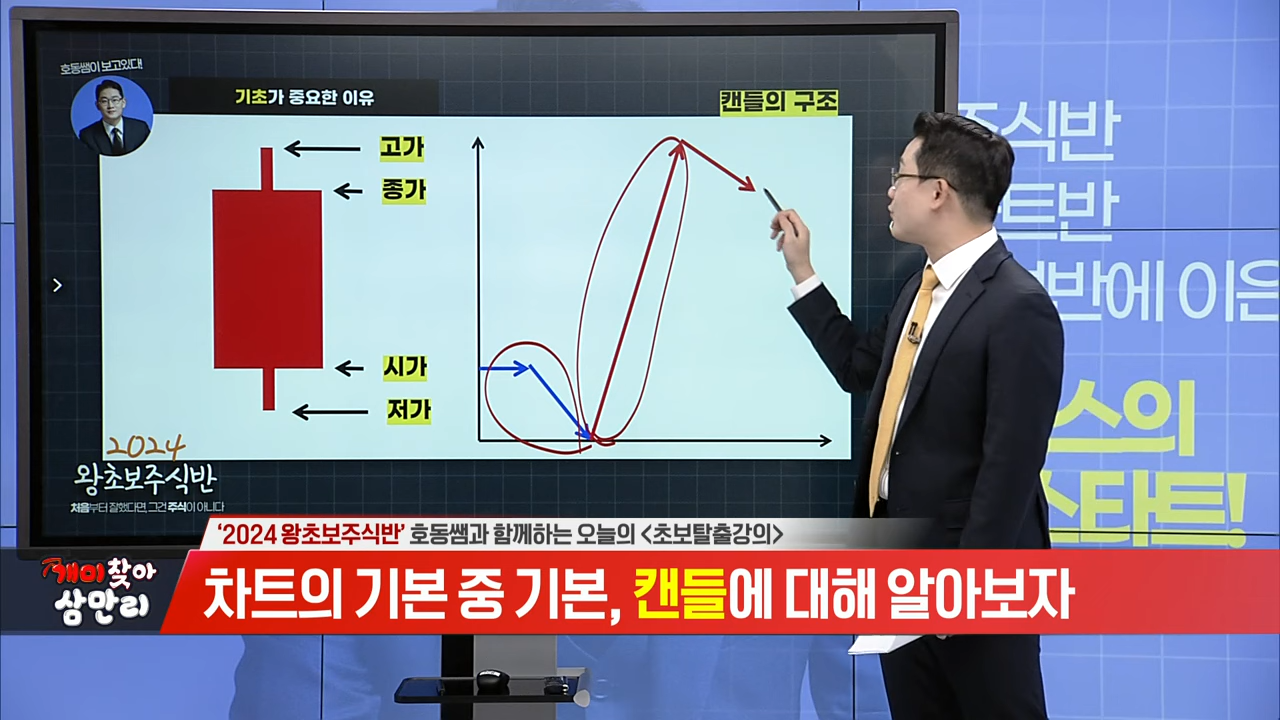 호동쌤이 보고있다!
기초가 중요한 이유
캔들의 구조
고가
종가
시가
저가
2024
왕초보주식반
처음부터 잘했다면, 그건 주식이 아니다
주식반
트반
반에 이은
스의
스타트!
'2024 왕초보주식반' 호동쌤과 함께하는 오늘의 <초보탈출강의>
개미찾아
삼만리
차트의 기본 중 기본, 캔들에 대해 알아보자